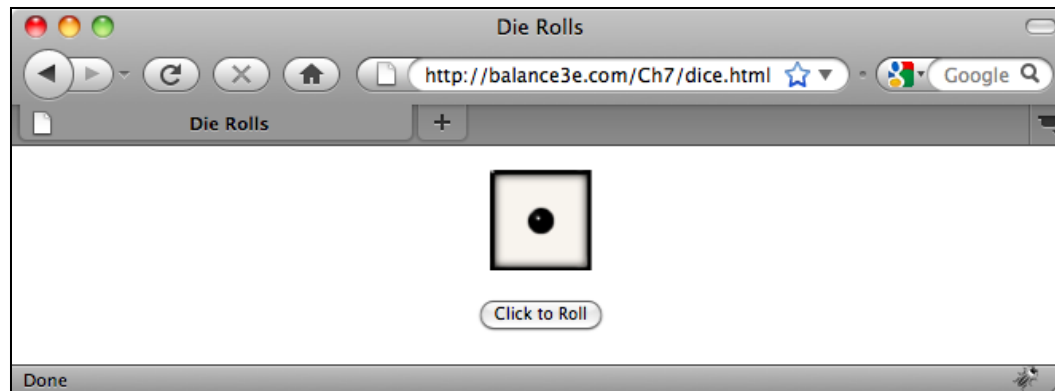 Die Rolls
http://balance3e.com/Ch7/dice.html Google
Die Rolls +
Click to Roll
Done